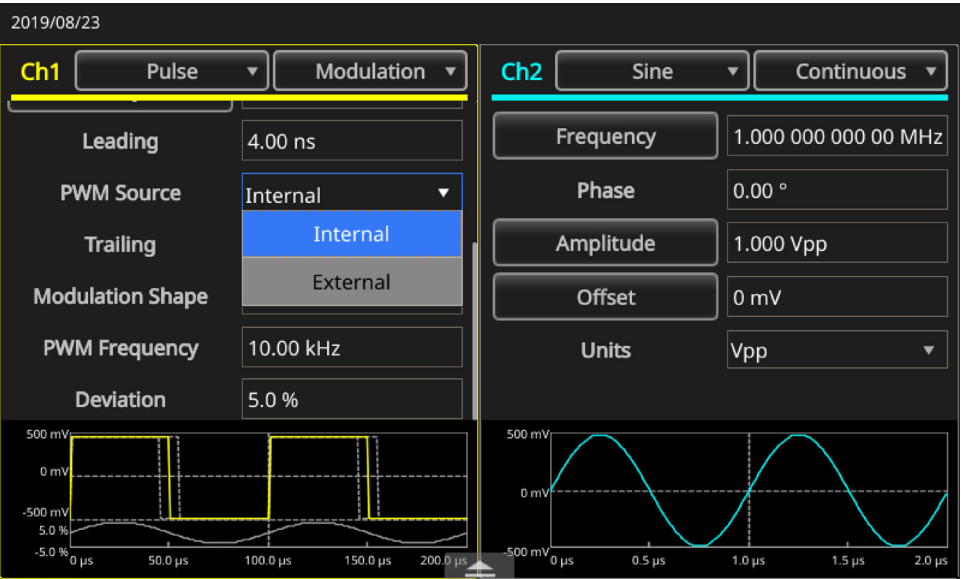 2019/08/23
Ch1 Pulse Modulation
Leading 4.00 ns
PWM Source Internal
Internal
Trailing
External
Modulation Shape
PWM Frequency 10.00 kHz
Deviation 5.0 %
500 mV
0 mV
-500 mV
5.0 %
-5.0 %
0 µs 50.0 µs 100.0 µs 150.0 µs 200.0 µs
Ch2 Sine Continuous
Frequency 1.000 000 000 00 MHz
Phase 0.00 °
Amplitude 1.000 Vpp
Offset 0 mV
Units Vpp
500 mV
0 mV
-500 mV
0 µs 0.5 µs 1.0 µs 1.5 µs 2.0 µs